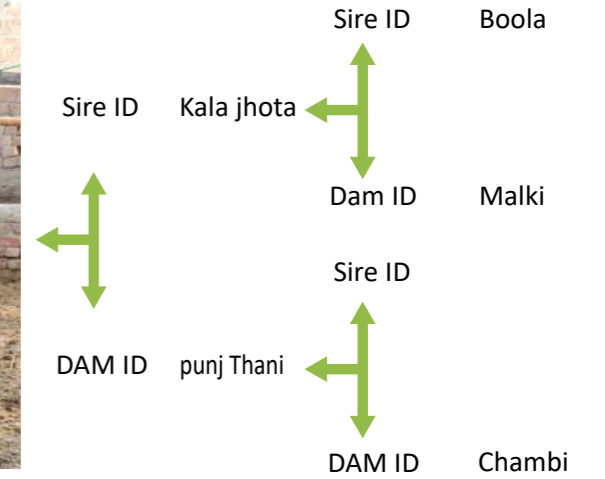 Sire ID Boola
Sire ID Kala jhota
Dam ID Malki
Sire ID
DAM ID punj Thani
DAM ID Chambi